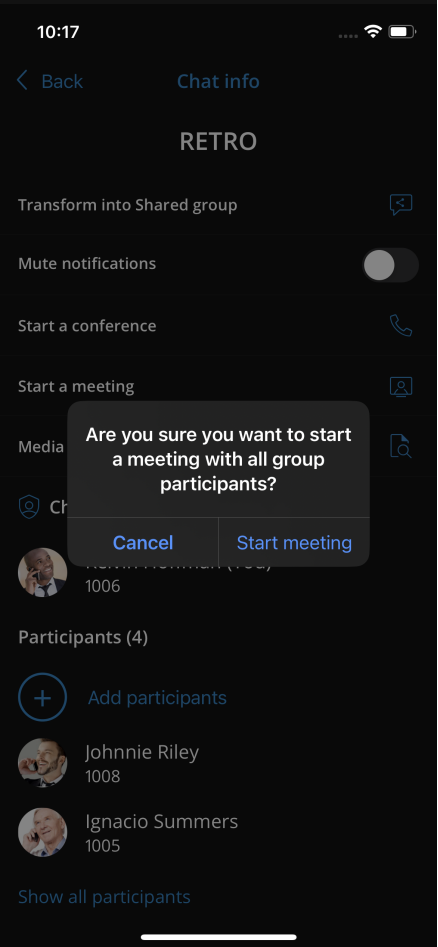 10:17
Back
Chat info
RETRO
Transform into Shared group
Mute notifications
Start a conference
Start a meeting
Media
Are you sure you want to start
a meeting with all group
participants?
Cancel
Start meeting
1006
Participants (4)
Add participants
Johnnie Riley
1008
Ignacio Summers
1005
Show all participants